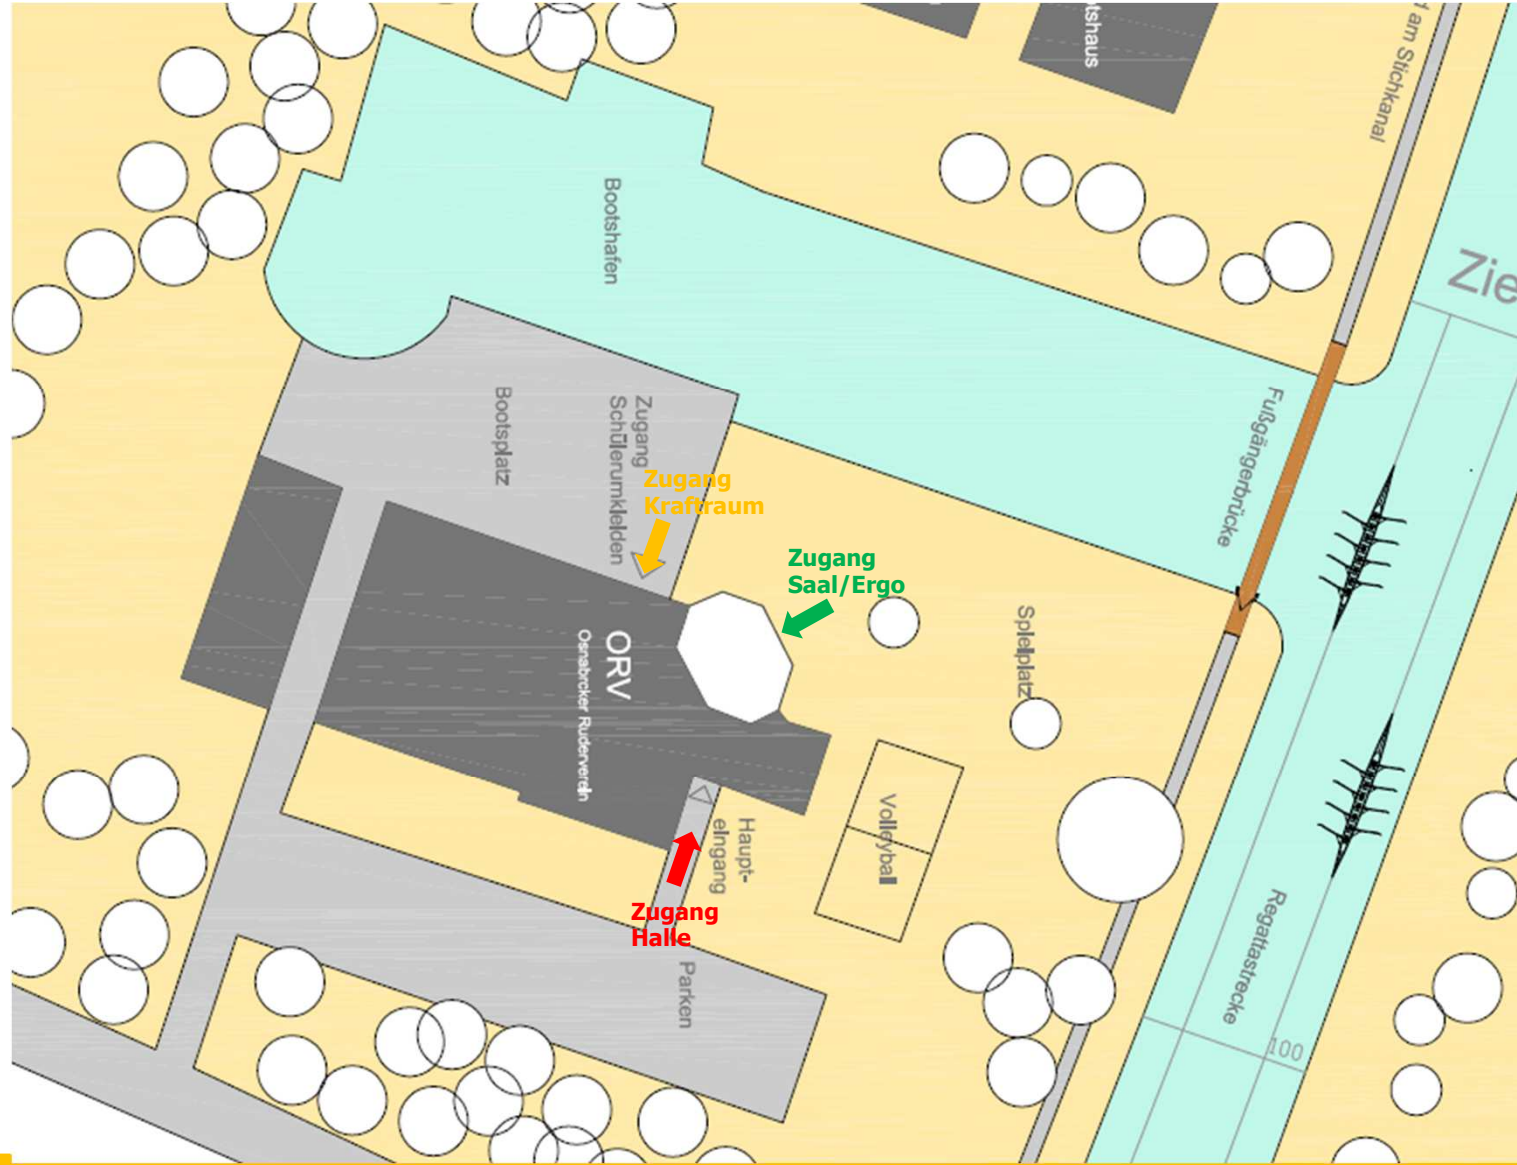 tshaus
am Stichkanal
Zie
Bootshafen
Bootsplatz
Zugang
Schülerumkleiden
Zugang
Kraftraum
Zugang
Saal/Ergo
Fußgängerbrücke
Spielplatz
ORV
Osnabrcker Ruderverein
Volleyball
Haupt-
eingang
Zugang
Halle
Parken
Regattastrecke
100